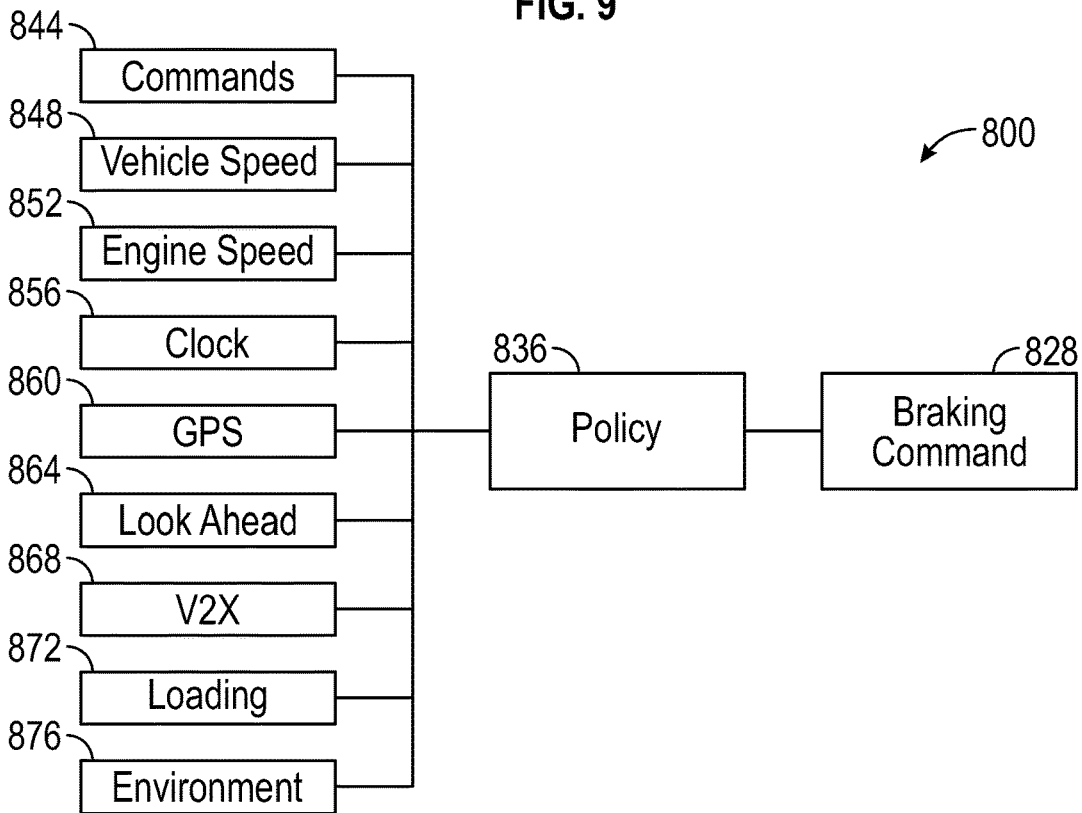 FIG. 9
844
Commands
848
Vehicle Speed
800
852
Engine Speed
856
Clock
860
GPS
836
Policy
828
Braking
Command
864
Look Ahead
868
V2X
872
Loading
876
Environment